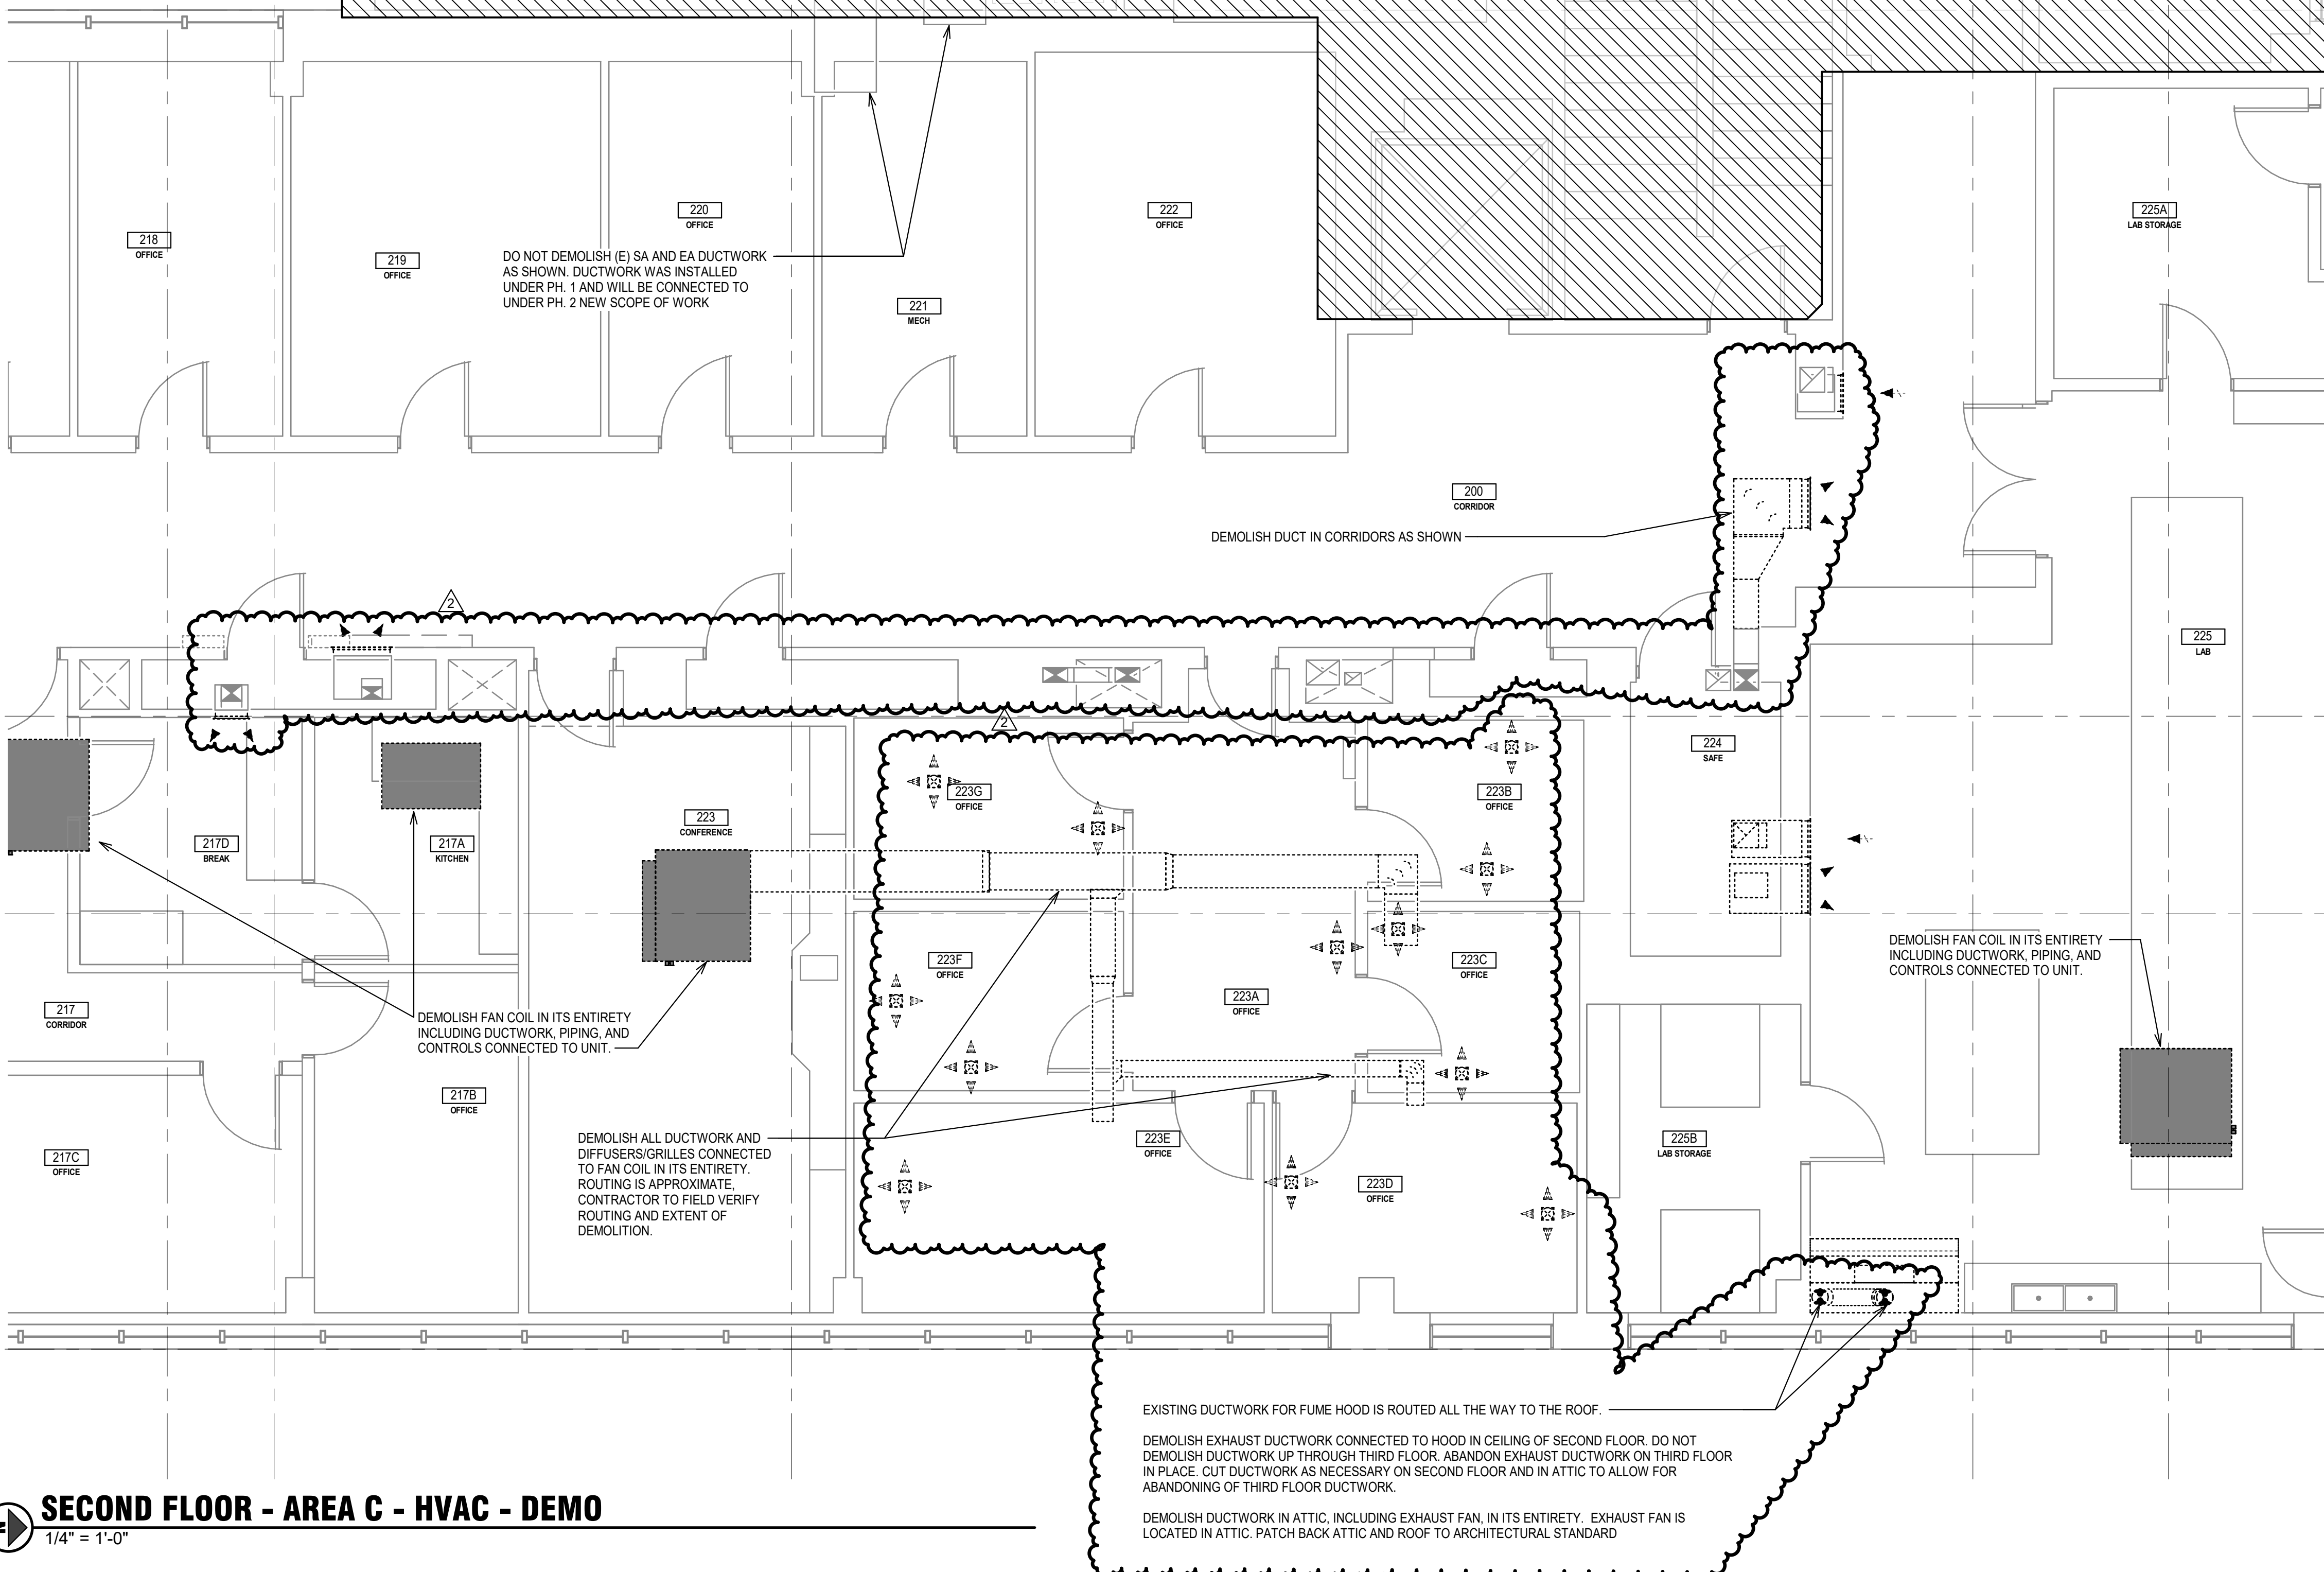 220
OFFICE
222
OFFICE
225A
LAB STORAGE
218
OFFICE
219
OFFICE
DO NOT DEMOLISH (E) SA AND EA DUCTWORK
AS SHOWN. DUCTWORK WAS INSTALLED
UNDER PH. 1 AND WILL BE CONNECTED TO
UNDER PH. 2 NEW SCOPE OF WORK
221
MECH
200
CORRIDOR
DEMOLISH DUCT IN CORRIDORS AS SHOWN
2
225
LAB
2
224
SAFE
223G
OFFICE
223B
OFFICE
223
CONFERENCE
217D
BREAK
217A
KITCHEN
DEMOLISH FAN COIL IN ITS ENTIRETY
INCLUDING DUCTWORK, PIPING, AND
CONTROLS CONNECTED TO UNIT.
223F
OFFICE
223C
OFFICE
223A
OFFICE
217
CORRIDOR
DEMOLISH FAN COIL IN ITS ENTIRETY
INCLUDING DUCTWORK, PIPING, AND
CONTROLS CONNECTED TO UNIT.
217B
OFFICE
DEMOLISH ALL DUCTWORK AND
DIFFUSERS/GRILLES CONNECTED
TO FAN COIL IN ITS ENTIRETY.
ROUTING IS APPROXIMATE,
CONTRACTOR TO FIELD VERIFY
ROUTING AND EXTENT OF
DEMOLITION.
223E
OFFICE
225B
LAB STORAGE
217C
OFFICE
223D
OFFICE
EXISTING DUCTWORK FOR FUME HOOD IS ROUTED ALL THE WAY TO THE ROOF.
DEMOLISH EXHAUST DUCTWORK CONNECTED TO HOOD IN CEILING OF SECOND FLOOR. DO NOT
DEMOLISH DUCTWORK UP THROUGH THIRD FLOOR. ABANDON EXHAUST DUCTWORK ON THIRD FLOOR
IN PLACE. CUT DUCTWORK AS NECESSARY ON SECOND FLOOR AND IN ATTIC TO ALLOW FOR
ABANDONING OF THIRD FLOOR DUCTWORK.
DEMOLISH DUCTWORK IN ATTIC, INCLUDING EXHAUST FAN, IN ITS ENTIRETY. EXHAUST FAN IS
LOCATED IN ATTIC. PATCH BACK ATTIC AND ROOF TO ARCHITECTURAL STANDARD
SECOND FLOOR - AREA C - HVAC - DEMO
1/4" = 1'-0"